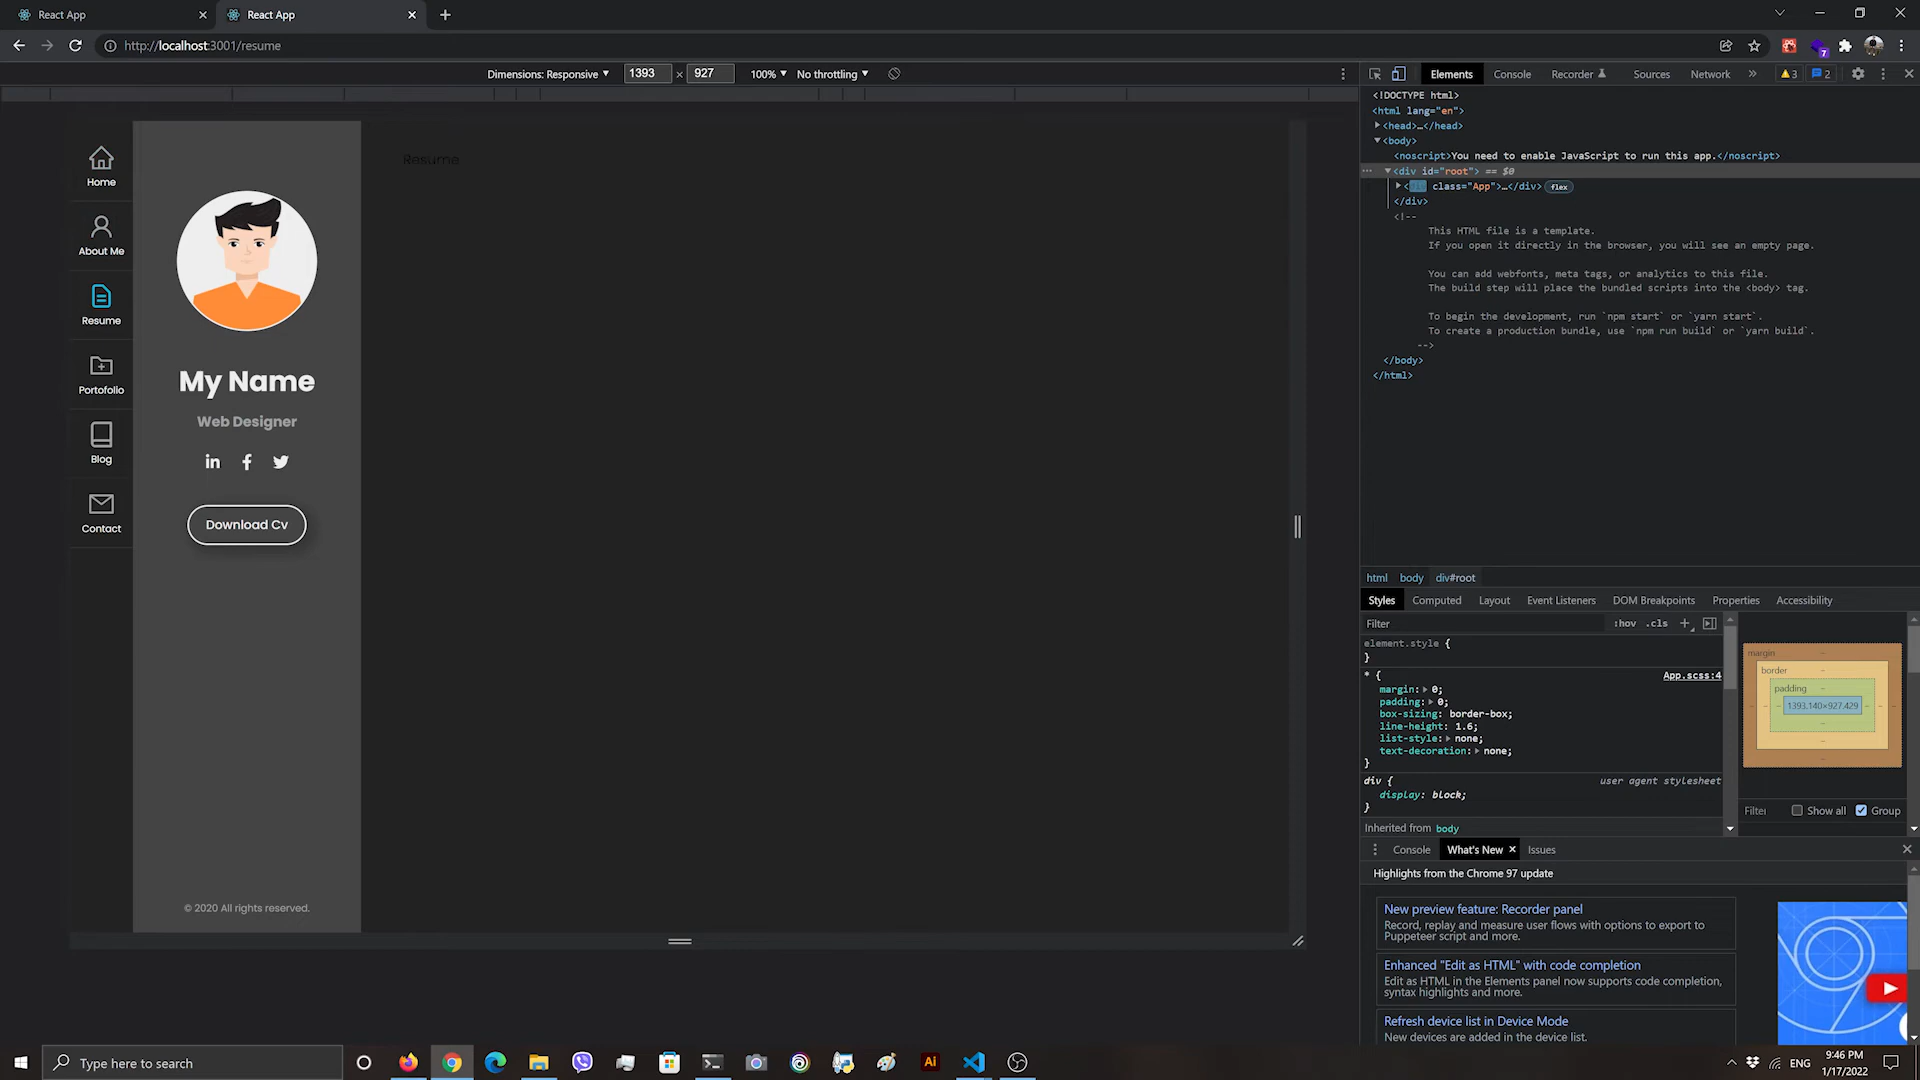 React App
React App
http://localhost:3001/resume
Dimensions: Responsive 1393 × 927 100% No throttling
Elements Console Recorder Sources Network » 3 2
<!DOCTYPE html>
<html lang="en">
<head>…</head>
<body>
<noscript>You need to enable JavaScript to run this app.</noscript>
<div id="root"> == $0
<div class="App">…</div> flex
</div>
<!--
This HTML file is a template.
If you open it directly in the browser, you will see an empty page.
You can add webfonts, meta tags, or analytics to this file.
The build step will place the bundled scripts into the <body> tag.
To begin the development, run `npm start` or `yarn start`.
To create a production bundle, use `npm run build` or `yarn build`.
-->
</body>
</html>
Home
About Me
Resume
Portofolio
Blog
Contact
My Name
Web Designer
Download Cv
© 2020 All rights reserved.
Resume
html body div#root
Styles Computed Layout Event Listeners DOM Breakpoints Properties Accessibility
Filter :hov .cls
element.style {
}
* { App.scss:4
margin: 0;
padding: 0;
box-sizing: border-box;
line-height: 1.6;
list-style: none;
text-decoration: none;
}
div { user agent stylesheet
display: block;
}
Inherited from body
margin –
border –
padding –
1393.140×927.429
Filter Show all Group
Console What's New Issues
Highlights from the Chrome 97 update
New preview feature: Recorder panel
Record, replay and measure user flows with options to export to
Puppeteer script and more.
Enhanced "Edit as HTML" with code completion
Edit as HTML in the Elements panel now supports code completion,
syntax highlights and more.
Refresh device list in Device Mode
New devices are added in the device list.
Type here to search
Ai
ENG
9:46 PM
1/17/2022